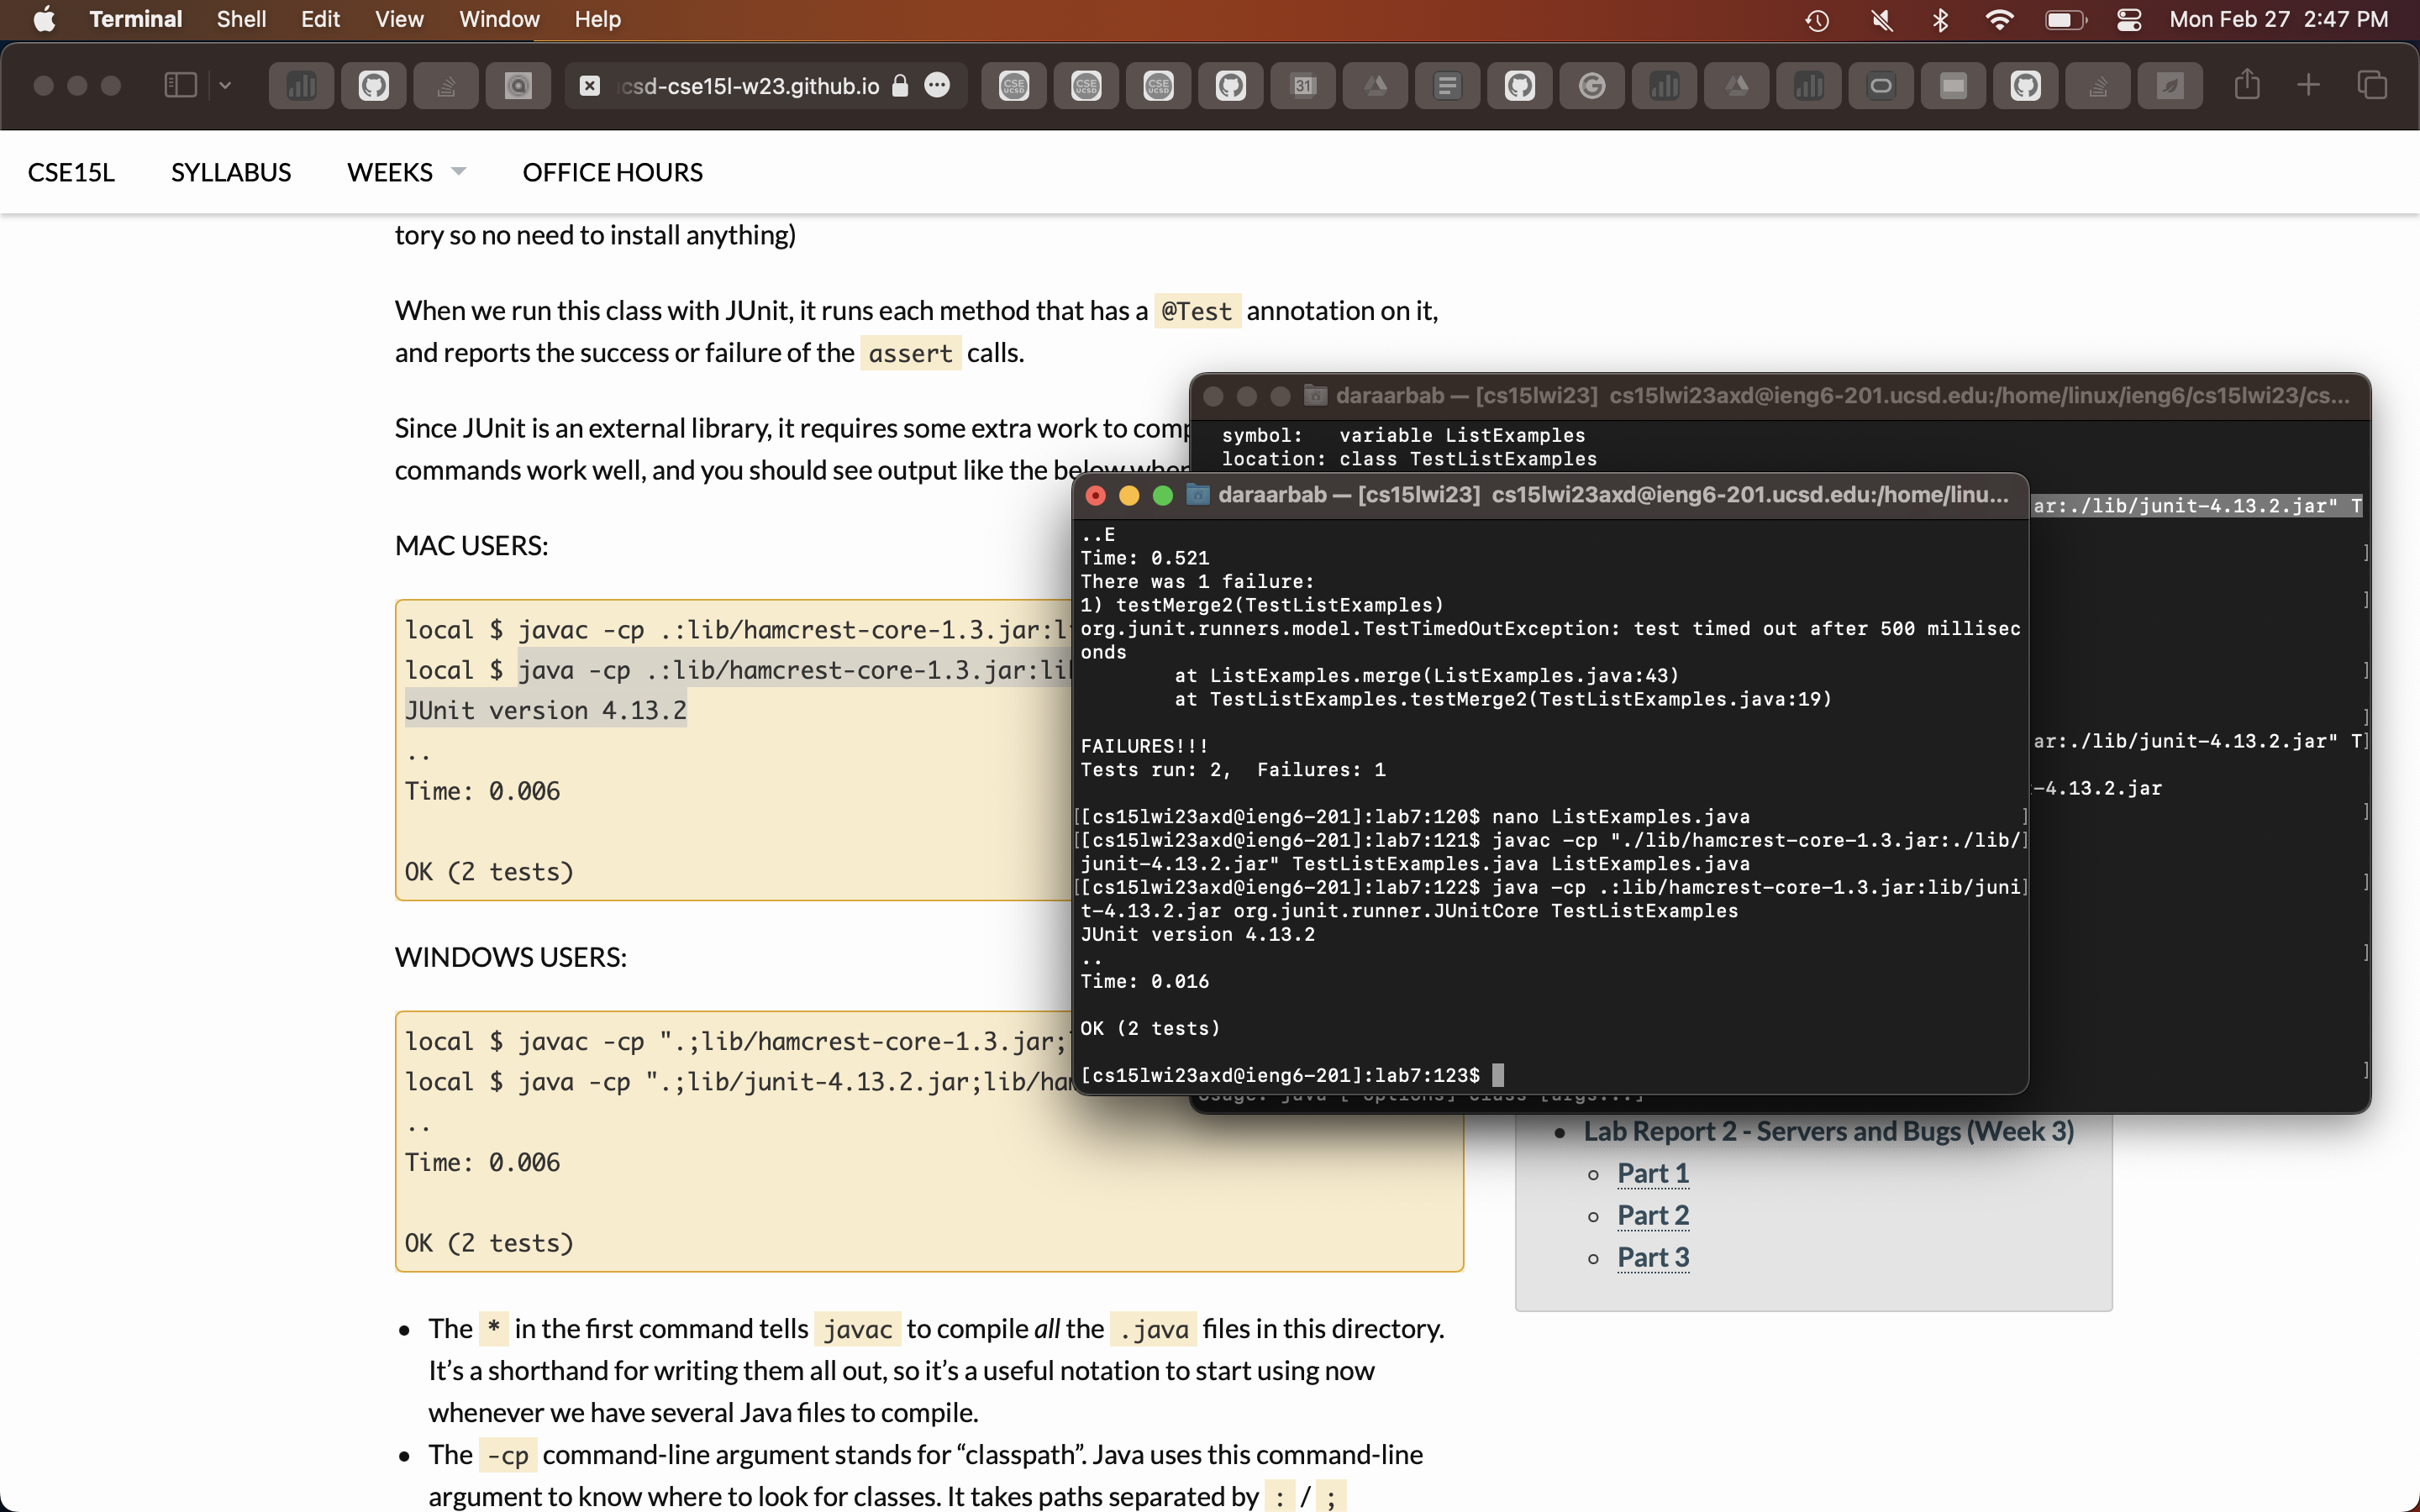 Terminal Shell Edit View Window Help Mon Feb 27 2:47 PM
csd-cse15l-w23.github.io
CSE15L SYLLABUS WEEKS OFFICE HOURS
tory so no need to install anything)
When we run this class with JUnit, it runs each method that has a @Test annotation on it,
and reports the success or failure of the assert calls.
Since JUnit is an external library, it requires some extra work to comp
commands work well, and you should see output like the below when
MAC USERS:
local $ javac -cp .:lib/hamcrest-core-1.3.jar:l
local $ java -cp .:lib/hamcrest-core-1.3.jar:li
JUnit version 4.13.2
..
Time: 0.006
OK (2 tests)
WINDOWS USERS:
local $ javac -cp ".;lib/hamcrest-core-1.3.jar;
local $ java -cp ".;lib/junit-4.13.2.jar;lib/ha
..
Time: 0.006
OK (2 tests)
• The * in the first command tells javac to compile all the .java files in this directory.
It's a shorthand for writing them all out, so it's a useful notation to start using now
whenever we have several Java files to compile.
• The -cp command-line argument stands for “classpath”. Java uses this command-line
argument to know where to look for classes. It takes paths separated by : / ;
daraarbab — [cs15lwi23] cs15lwi23axd@ieng6-201.ucsd.edu:/home/linux/ieng6/cs15lwi23/cs...
symbol: variable ListExamples
location: class TestListExamples
ar:./lib/junit-4.13.2.jar" T
ar:./lib/junit-4.13.2.jar" T]
-4.13.2.jar
daraarbab — [cs15lwi23] cs15lwi23axd@ieng6-201.ucsd.edu:/home/linu...
..E
Time: 0.521
There was 1 failure:
1) testMerge2(TestListExamples)
org.junit.runners.model.TestTimedOutException: test timed out after 500 millisec
onds
at ListExamples.merge(ListExamples.java:43)
at TestListExamples.testMerge2(TestListExamples.java:19)
FAILURES!!!
Tests run: 2, Failures: 1
[[cs15lwi23axd@ieng6-201]:lab7:120$ nano ListExamples.java ]
[[cs15lwi23axd@ieng6-201]:lab7:121$ javac -cp "./lib/hamcrest-core-1.3.jar:./lib/]
junit-4.13.2.jar" TestListExamples.java ListExamples.java
[[cs15lwi23axd@ieng6-201]:lab7:122$ java -cp .:lib/hamcrest-core-1.3.jar:lib/juni]
t-4.13.2.jar org.junit.runner.JUnitCore TestListExamples
JUnit version 4.13.2
..
Time: 0.016
OK (2 tests)
[cs15lwi23axd@ieng6-201]:lab7:123$
• Lab Report 2 - Servers and Bugs (Week 3)
Part 1
Part 2
Part 3